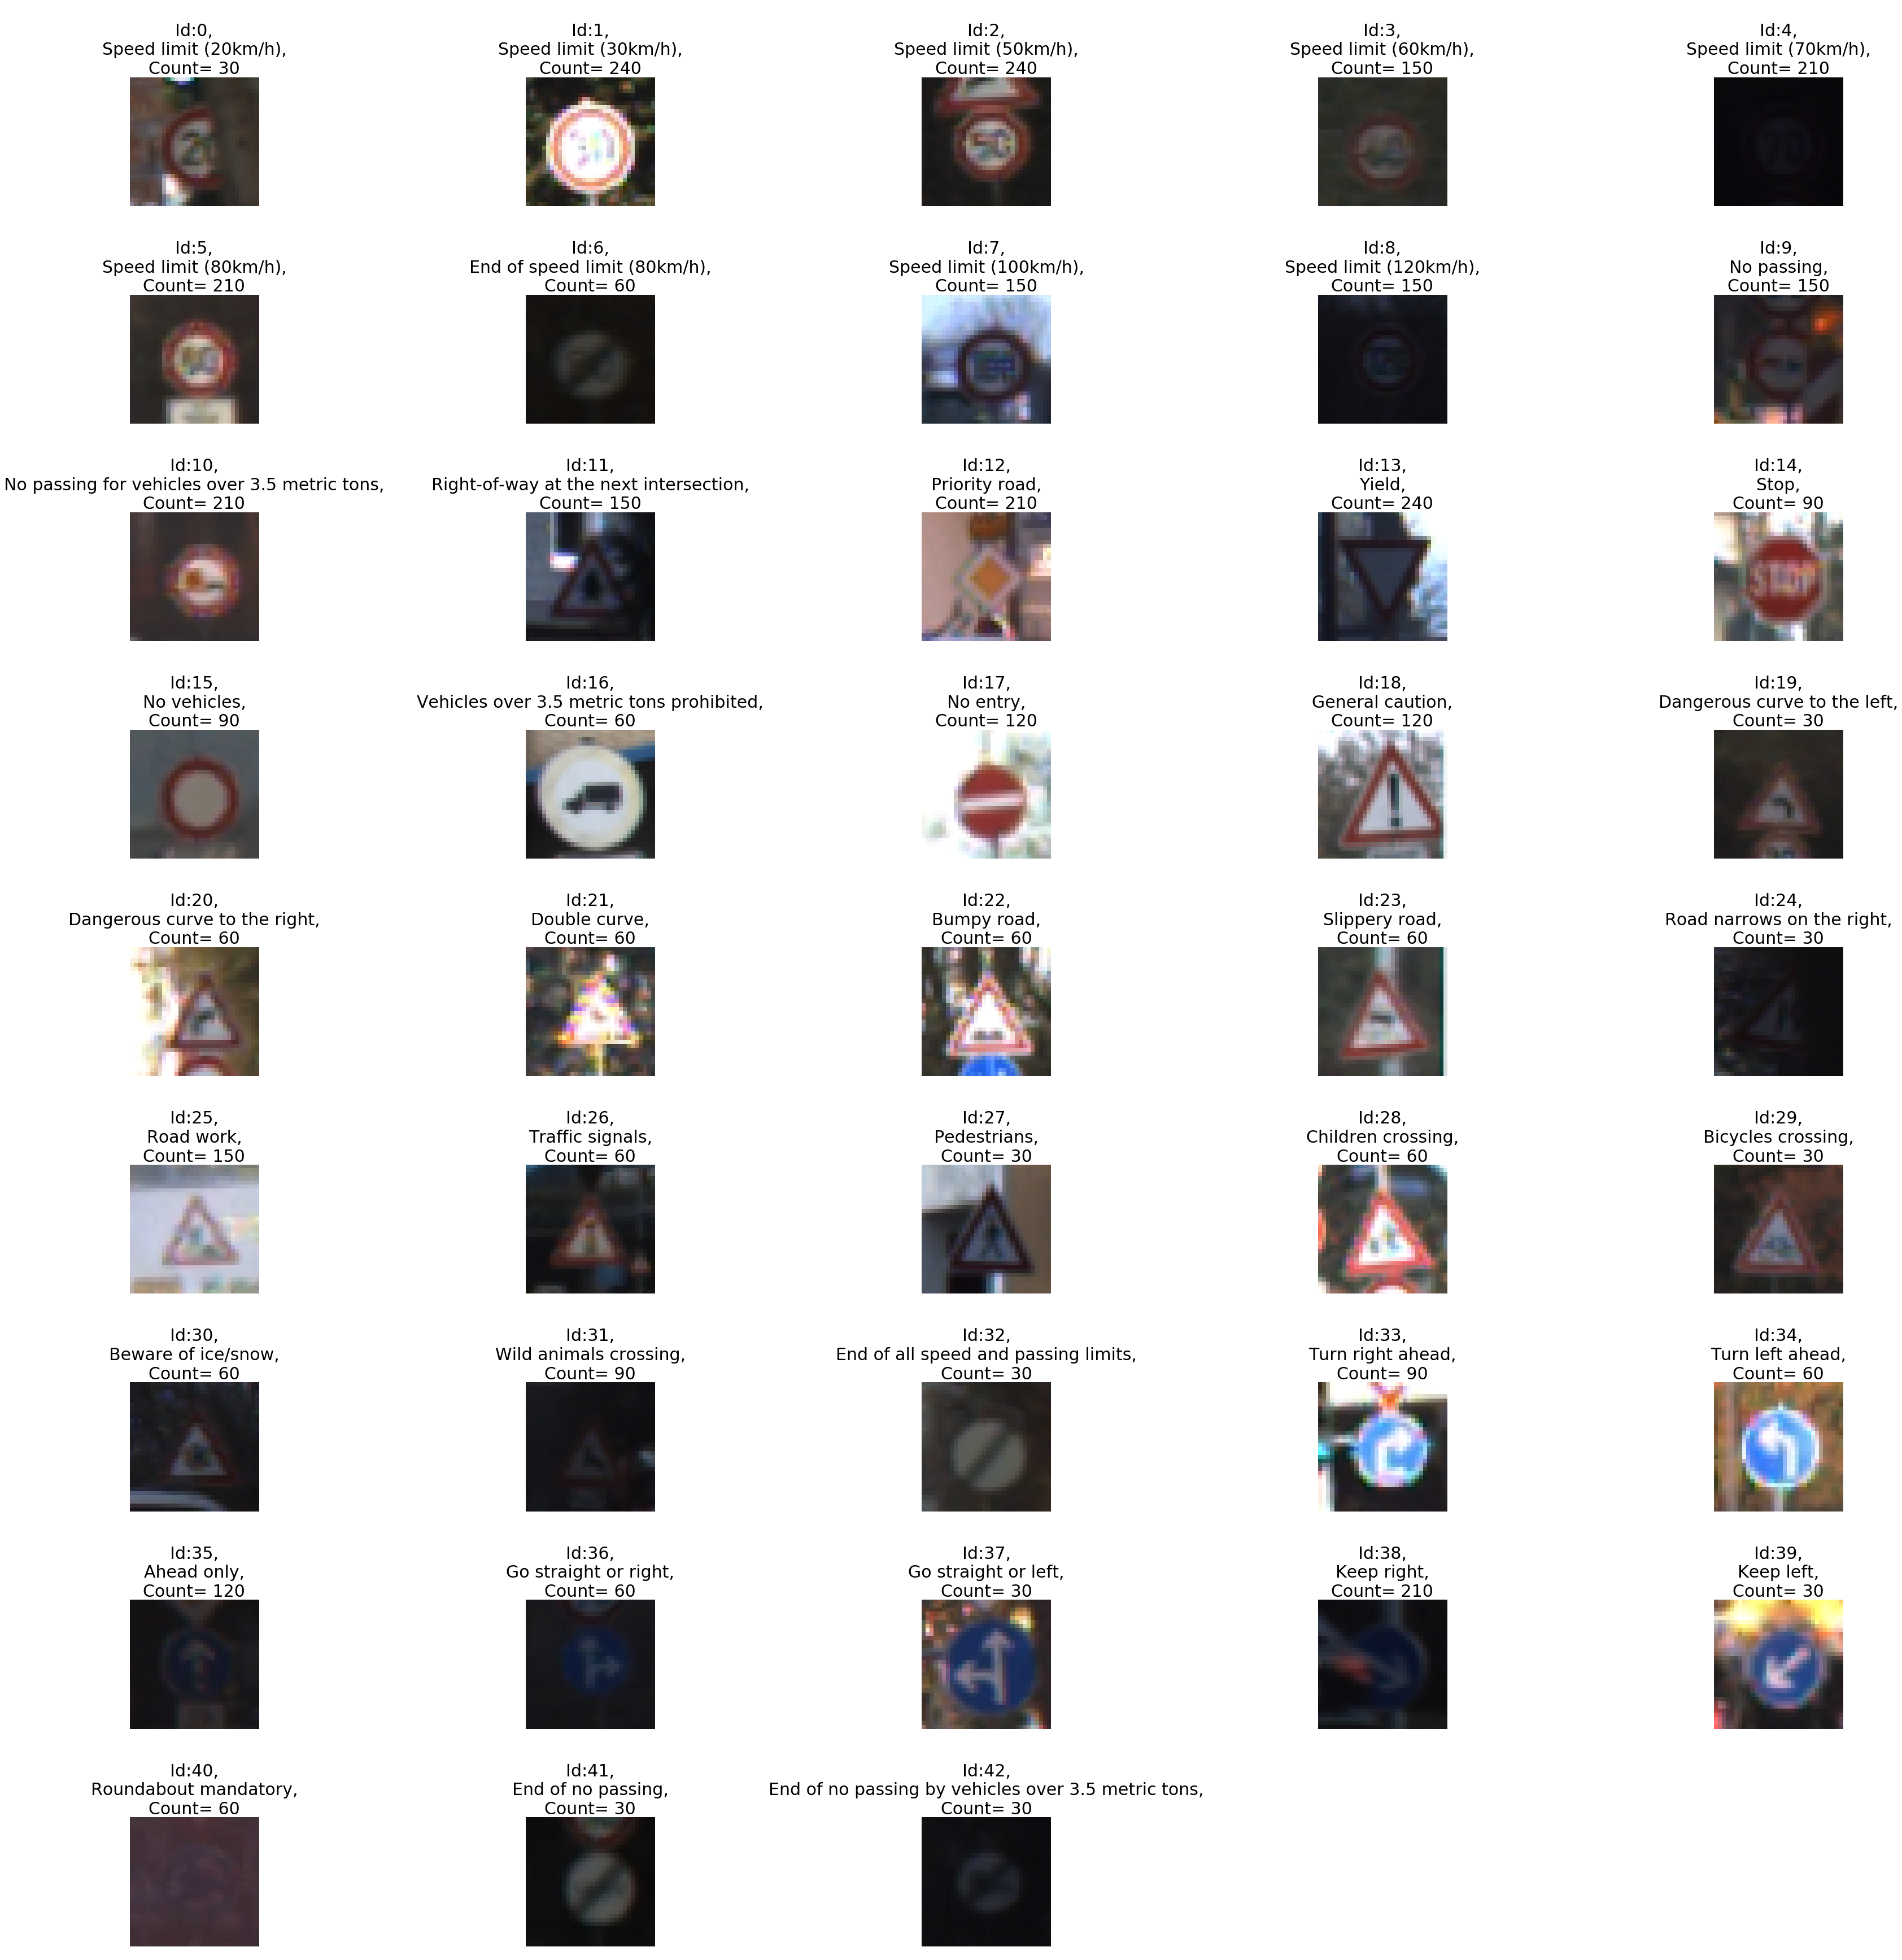 Id:0,
Speed limit (20km/h),
Count= 30
Id:1,
Speed limit (30km/h),
Count= 240
Id:2,
Speed limit (50km/h),
Count= 240
Id:3,
Speed limit (60km/h),
Count= 150
Id:4,
Speed limit (70km/h),
Count= 210
Id:5,
Speed limit (80km/h),
Count= 210
Id:6,
End of speed limit (80km/h),
Count= 60
Id:7,
Speed limit (100km/h),
Count= 150
Id:8,
Speed limit (120km/h),
Count= 150
Id:9,
No passing,
Count= 150
Id:10,
No passing for vehicles over 3.5 metric tons,
Count= 210
Id:11,
Right-of-way at the next intersection,
Count= 150
Id:12,
Priority road,
Count= 210
Id:13,
Yield,
Count= 240
Id:14,
Stop,
Count= 90
STOP
Id:15,
No vehicles,
Count= 90
Id:16,
Vehicles over 3.5 metric tons prohibited,
Count= 60
Id:17,
No entry,
Count= 120
Id:18,
General caution,
Count= 120
Id:19,
Dangerous curve to the left,
Count= 30
Id:20,
Dangerous curve to the right,
Count= 60
Id:21,
Double curve,
Count= 60
Id:22,
Bumpy road,
Count= 60
Id:23,
Slippery road,
Count= 60
Id:24,
Road narrows on the right,
Count= 30
Id:25,
Road work,
Count= 150
Id:26,
Traffic signals,
Count= 60
Id:27,
Pedestrians,
Count= 30
Id:28,
Children crossing,
Count= 60
Id:29,
Bicycles crossing,
Count= 30
Id:30,
Beware of ice/snow,
Count= 60
Id:31,
Wild animals crossing,
Count= 90
Id:32,
End of all speed and passing limits,
Count= 30
Id:33,
Turn right ahead,
Count= 90
Id:34,
Turn left ahead,
Count= 60
Id:35,
Ahead only,
Count= 120
Id:36,
Go straight or right,
Count= 60
Id:37,
Go straight or left,
Count= 30
Id:38,
Keep right,
Count= 210
Id:39,
Keep left,
Count= 30
Id:40,
Roundabout mandatory,
Count= 60
Id:41,
End of no passing,
Count= 30
Id:42,
End of no passing by vehicles over 3.5 metric tons,
Count= 30